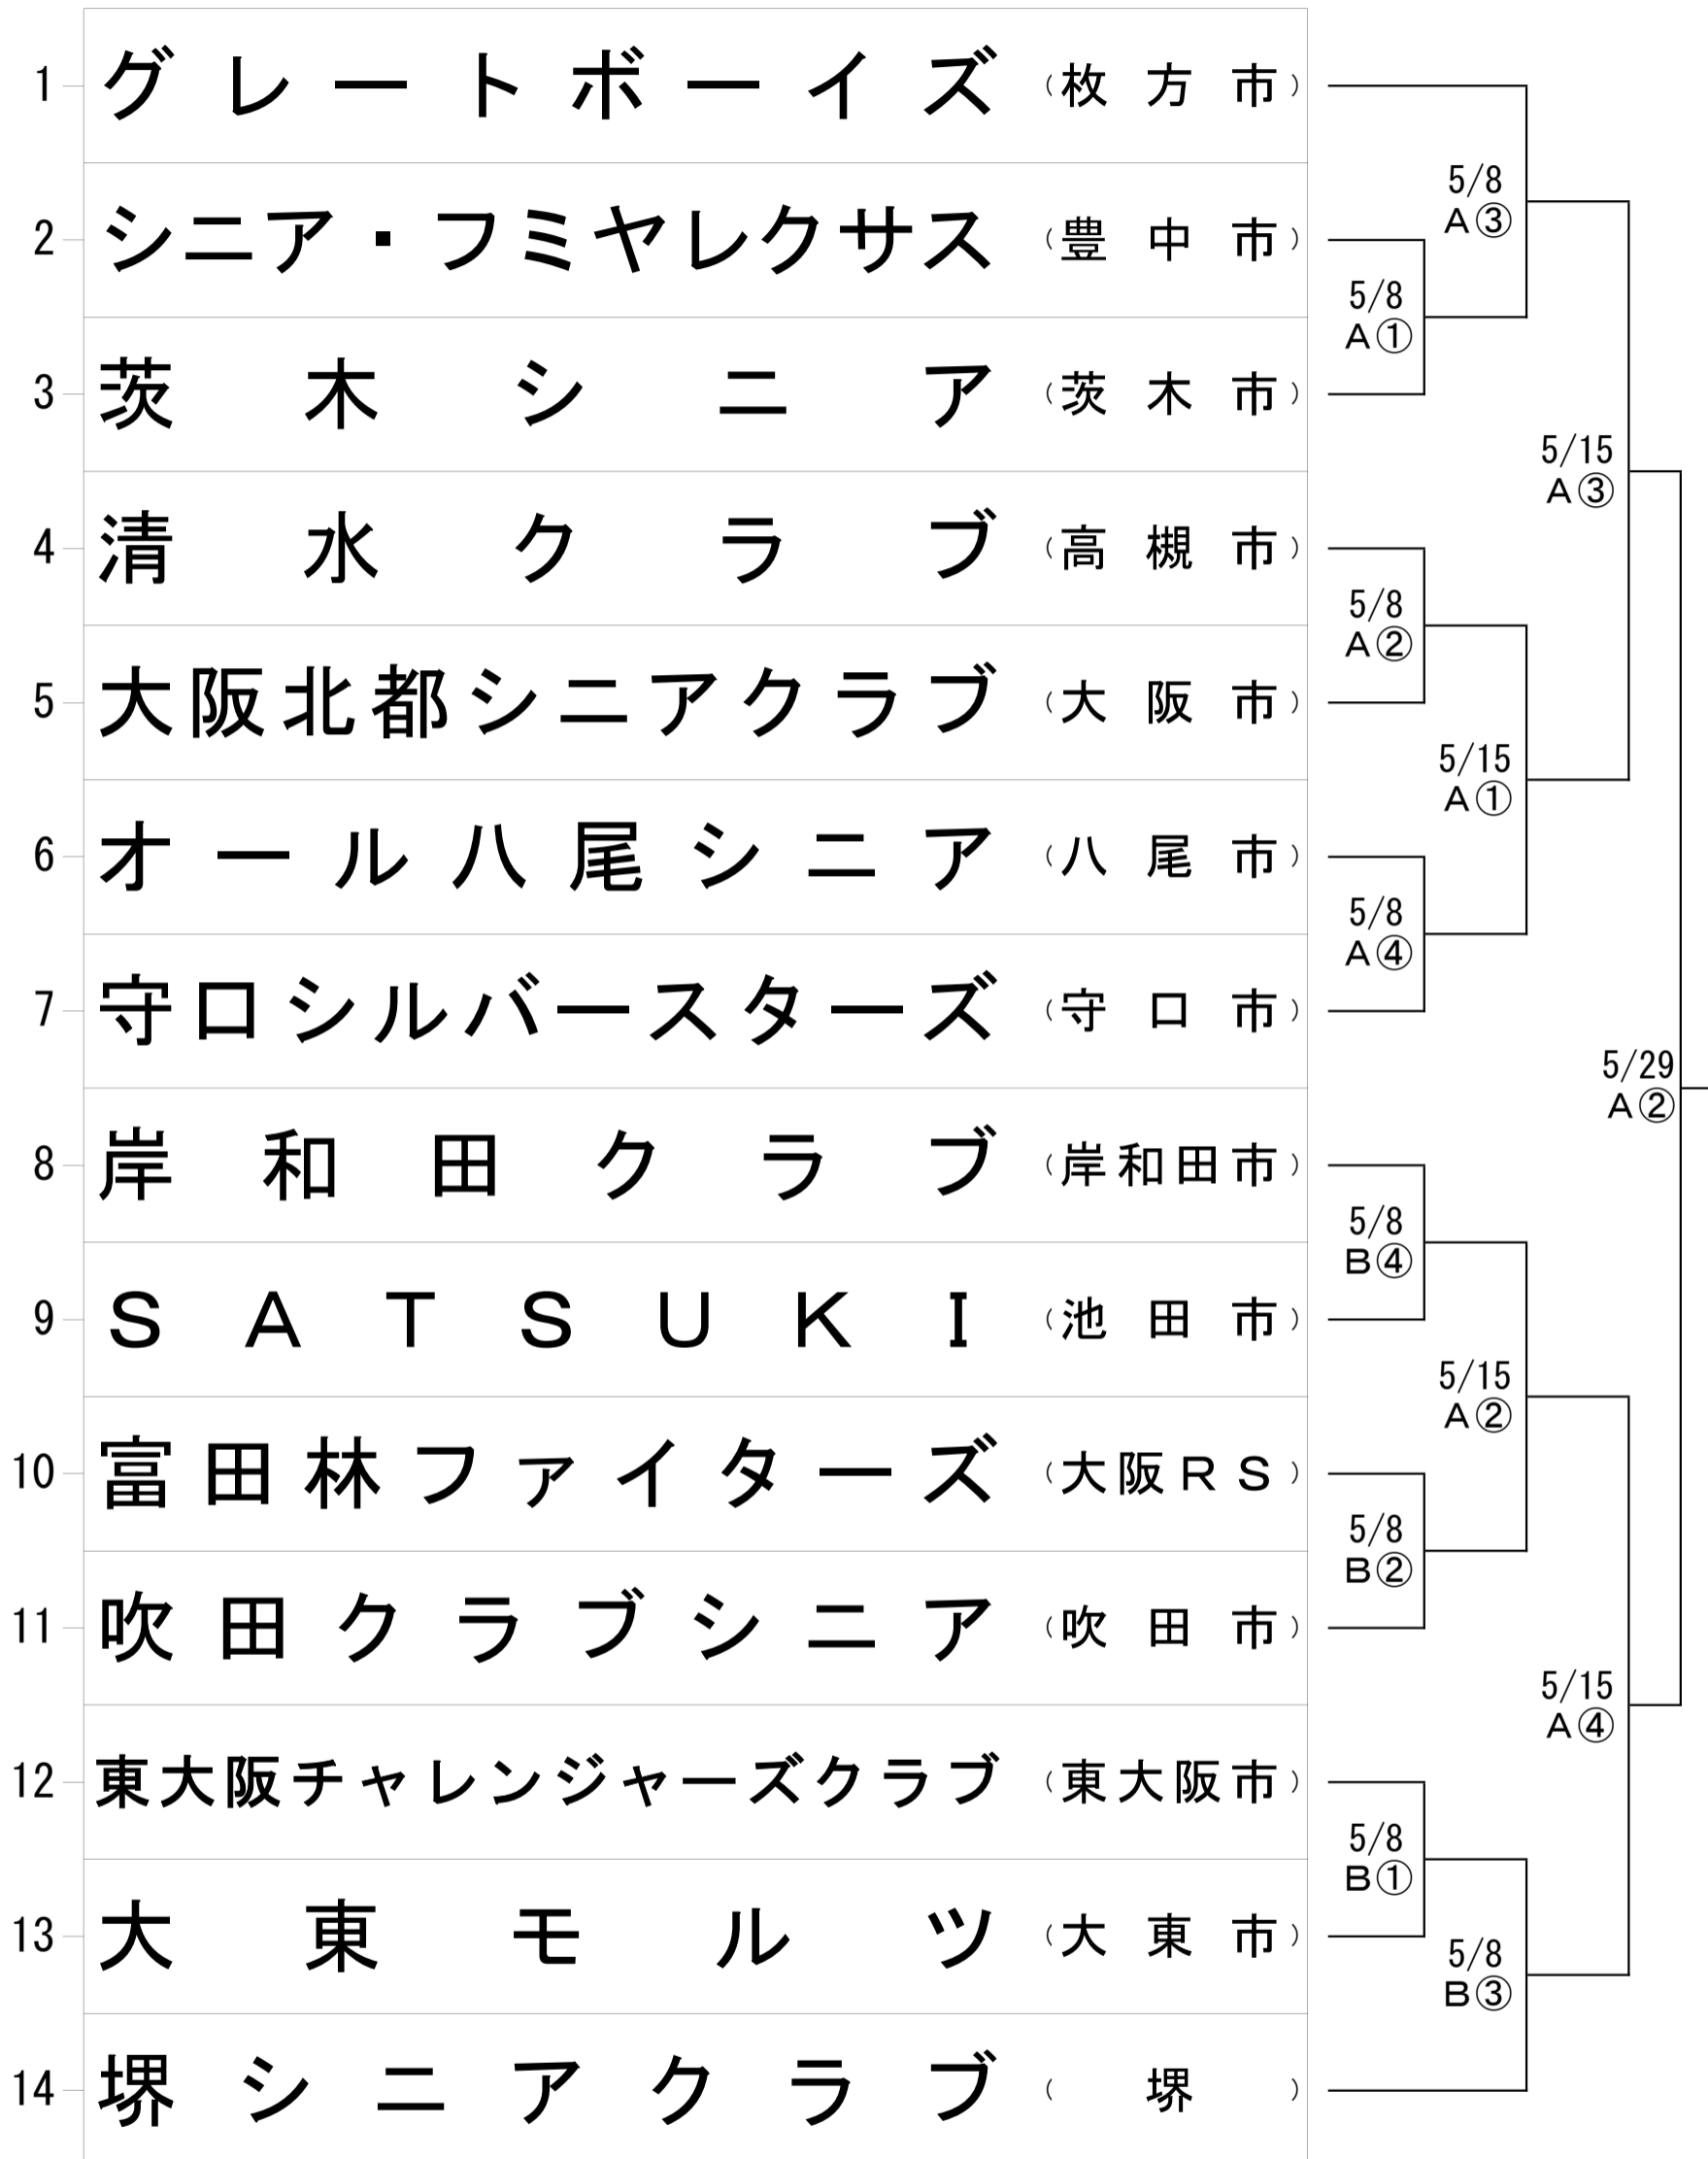 1 グレートボーイズ (枚方市)
5/8
A③
2 シニア・フミヤレクサス (豊中市)
5/8
A①
3 茨木シニア (茨木市)
5/15
A③
4 清水クラブ (高槻市)
5/8
A②
5 大阪北都シニアクラブ (大阪市)
5/15
A①
6 オール八尾シニア (八尾市)
5/8
A④
7 守口シルバースターズ (守口市)
5/29
A②
8 岸和田クラブ (岸和田市)
5/8
B④
9 SATSUKI (池田市)
5/15
A②
10 富田林ファイターズ (大阪RS)
5/8
B②
11 吹田クラブシニア (吹田市)
5/15
A④
12 東大阪チャレンジャーズクラブ (東大阪市)
5/8
B①
13 大東モルツ (大東市)
5/8
B③
14 堺シニアクラブ (堺)